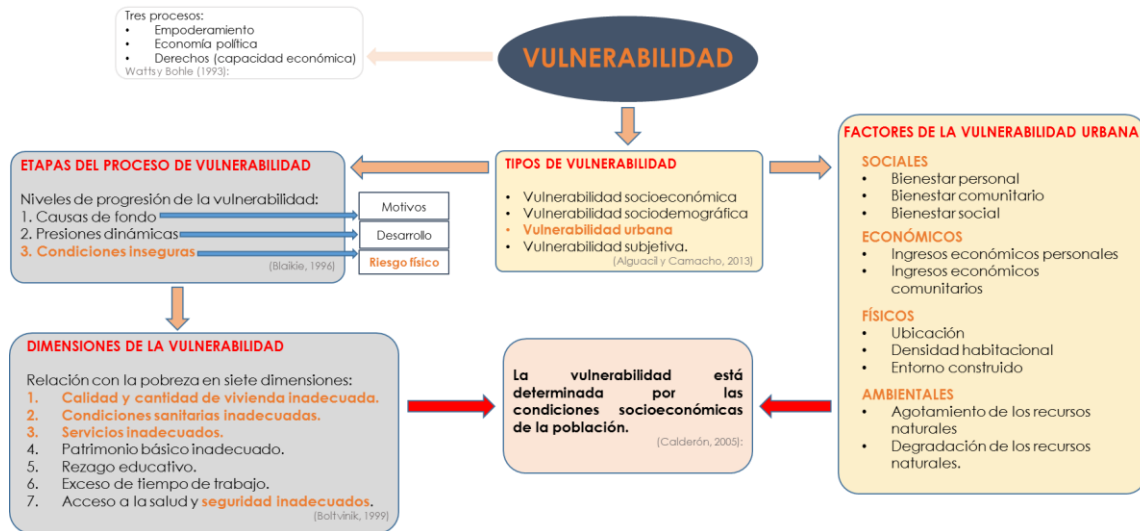 Tres procesos:
• Empoderamiento
• Economía política
• Derechos (capacidad económica)
Watts y Bohle (1993):
VULNERABILIDAD
ETAPAS DEL PROCESO DE VULNERABILIDAD
Niveles de progresión de la vulnerabilidad:
1. Causas de fondo
2. Presiones dinámicas
3. Condiciones inseguras
(Blaikie, 1996)
Motivos
Desarrollo
Riesgo físico
TIPOS DE VULNERABILIDAD
• Vulnerabilidad socioeconómica
• Vulnerabilidad sociodemográfica
• Vulnerabilidad urbana
• Vulnerabilidad subjetiva.
(Alguacil y Camacho, 2013)
FACTORES DE LA VULNERABILIDAD URBANA
SOCIALES
• Bienestar personal
• Bienestar comunitario
• Bienestar social
ECONÓMICOS
• Ingresos económicos personales
• Ingresos económicos
comunitarios
FÍSICOS
• Ubicación
• Densidad habitacional
• Entorno construido
AMBIENTALES
• Agotamiento de los recursos
naturales
• Degradación de los recursos
naturales.
DIMENSIONES DE LA VULNERABILIDAD
Relación con la pobreza en siete dimensiones:
1. Calidad y cantidad de vivienda inadecuada.
2. Condiciones sanitarias inadecuadas.
3. Servicios inadecuados.
4. Patrimonio básico inadecuado.
5. Rezago educativo.
6. Exceso de tiempo de trabajo.
7. Acceso a la salud y seguridad inadecuados.
(Boltvinik, 1999)
La vulnerabilidad está
determinada por las
condiciones socioeconómicas
de la población.
(Calderón, 2005):